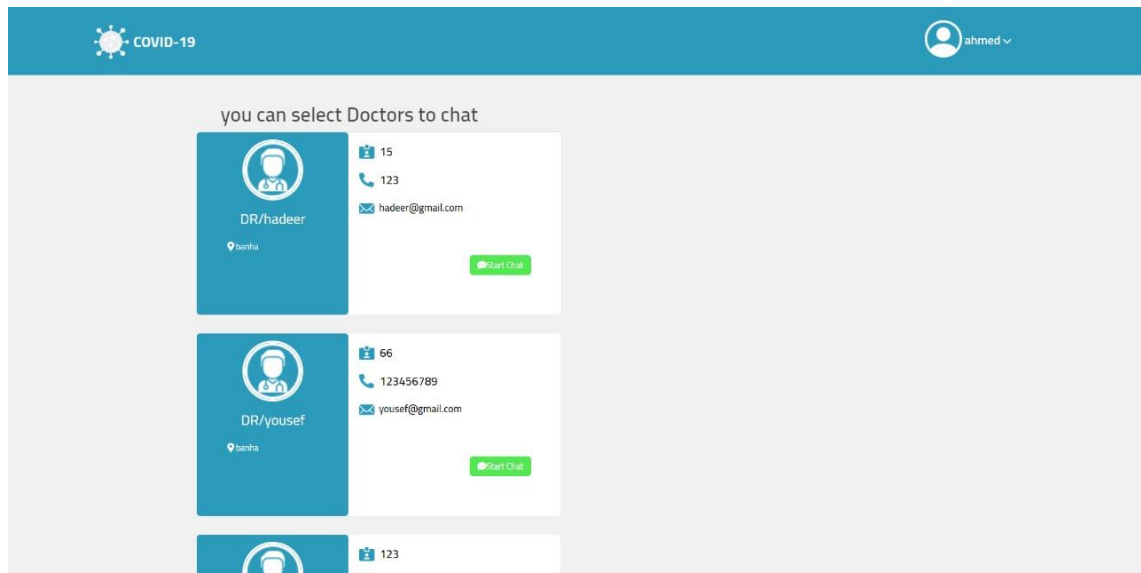 COVID-19
ahmed
you can select Doctors to chat
DR/hadeer
banha
15
123
hadeer@gmail.com
Start Chat
DR/yousef
banha
66
123456789
yousef@gmail.com
Start Chat
123